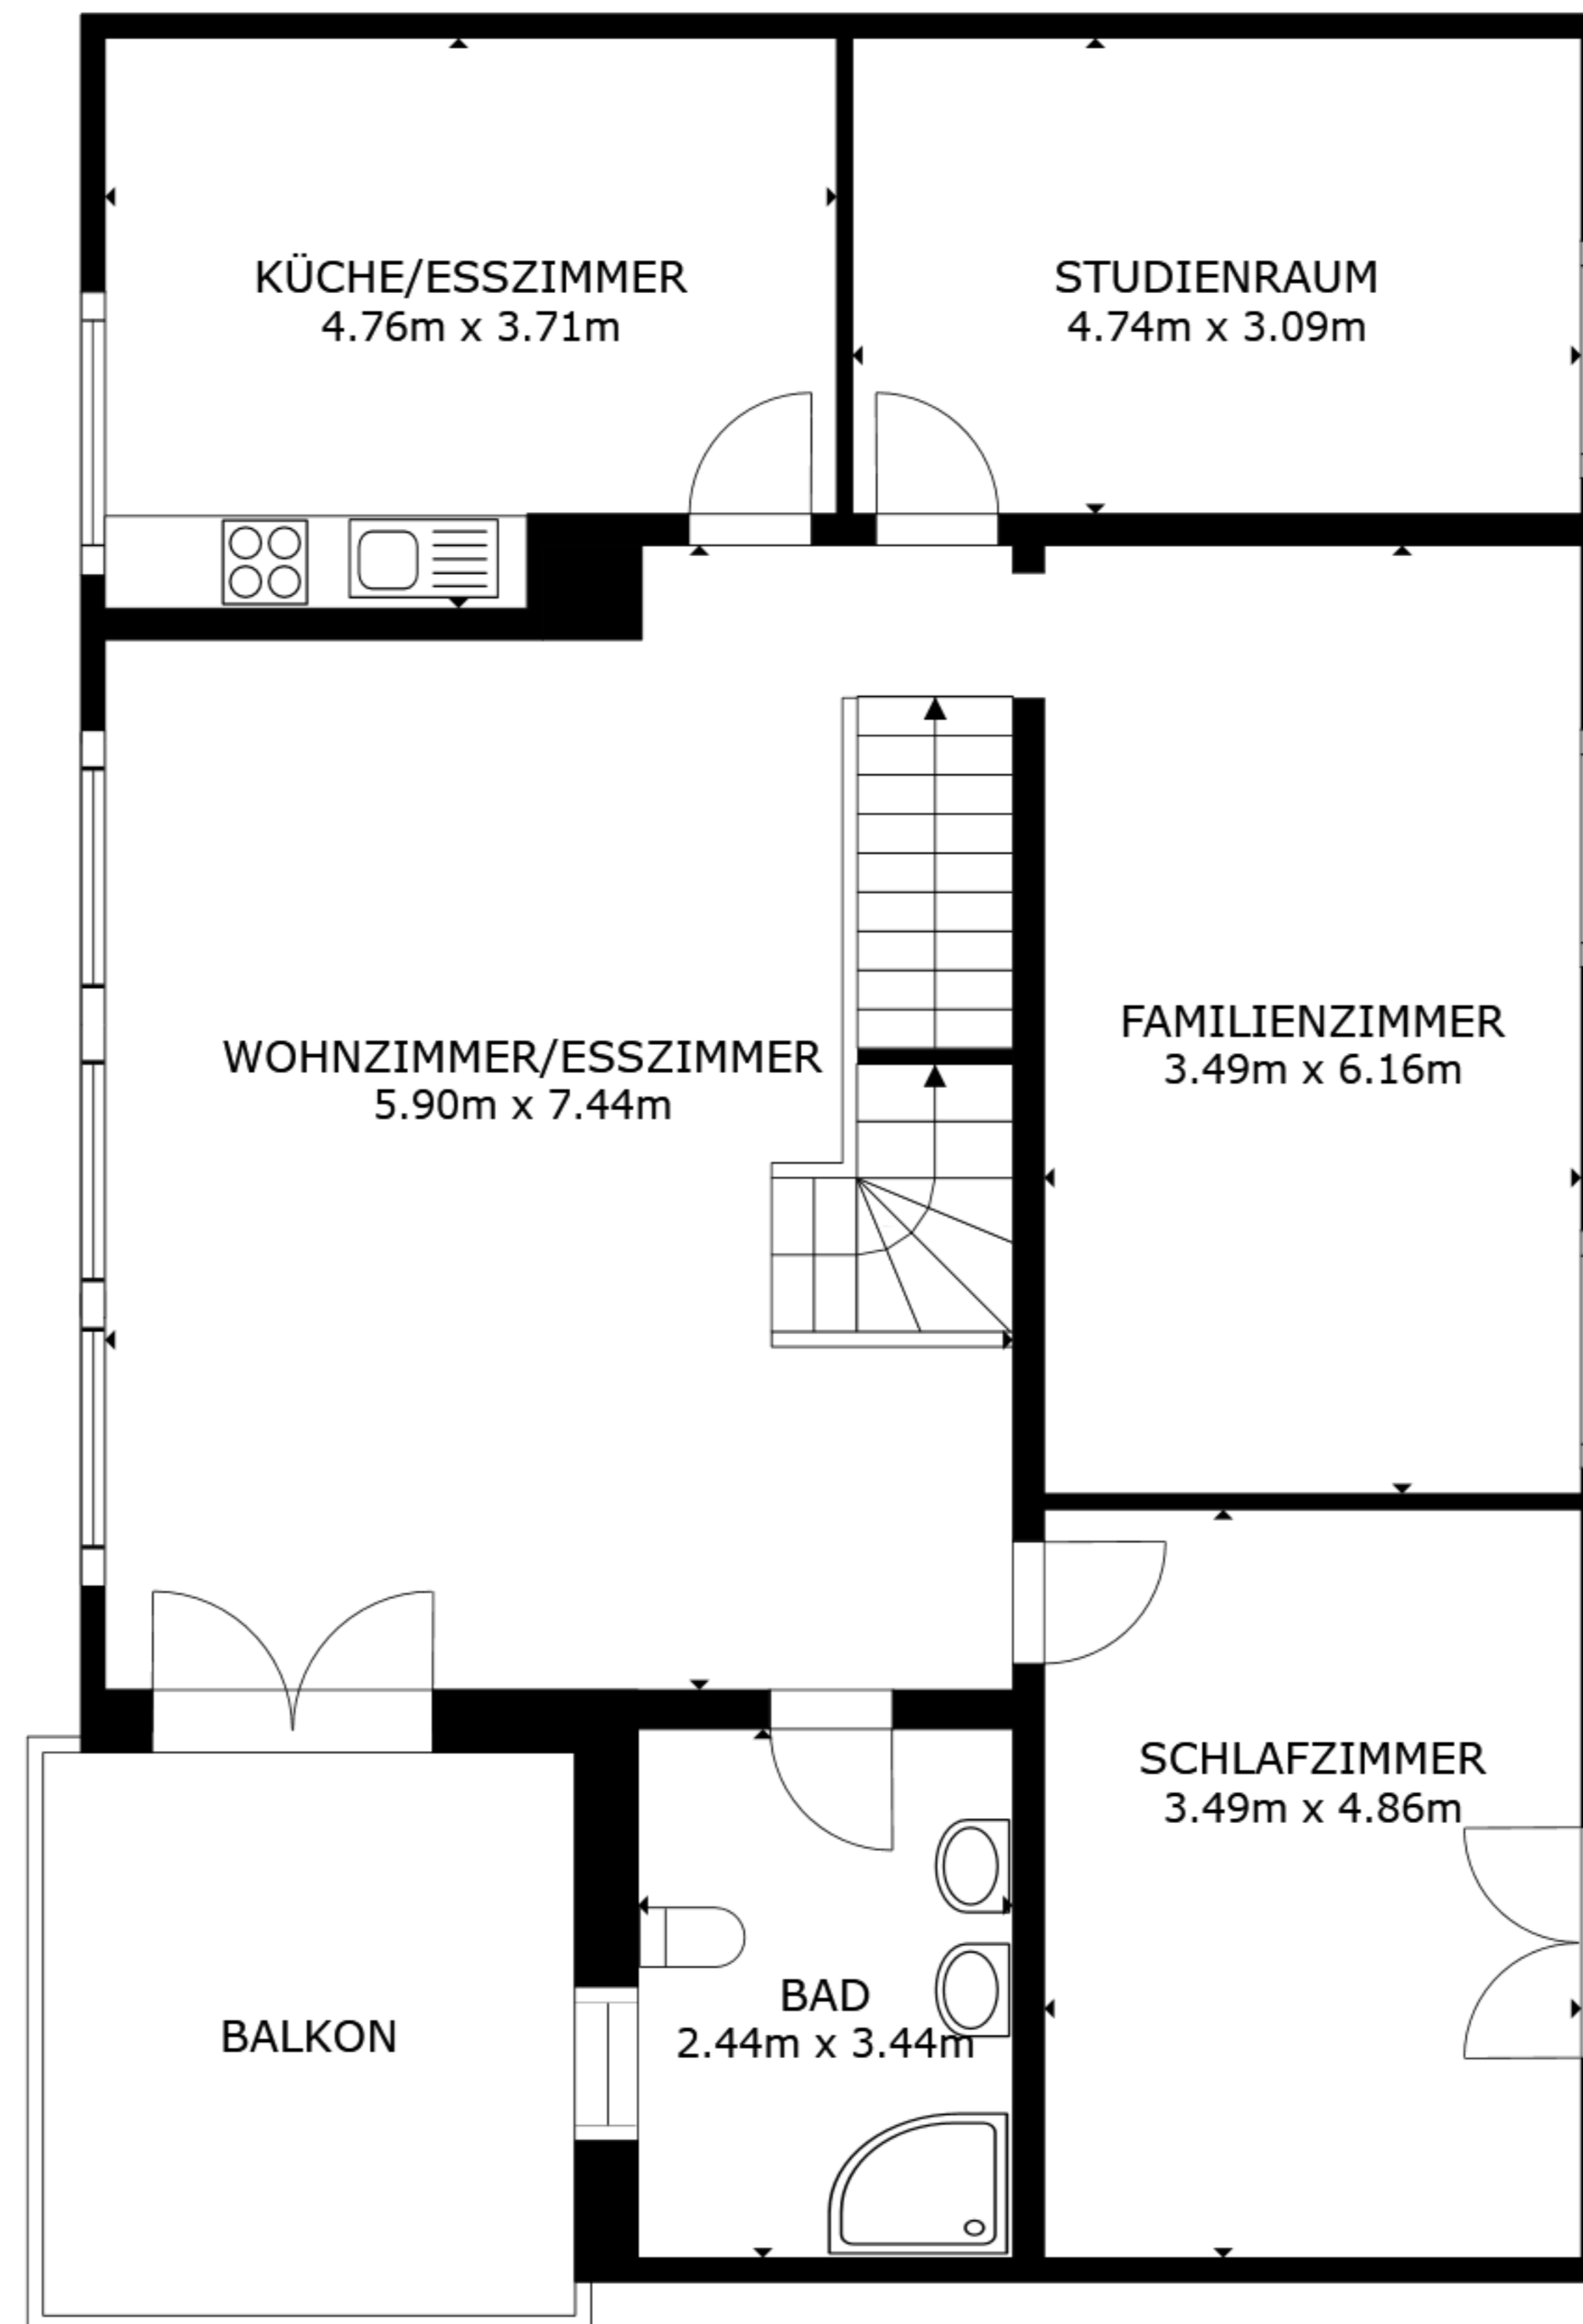 KÜCHE/ESSZIMMER
4.76m x 3.71m
STUDIENRAUM
4.74m x 3.09m
FAMILIENZIMMER
3.49m x 6.16m
WOHNZIMMER/ESSZIMMER
5.90m x 7.44m
SCHLAFZIMMER
3.49m x 4.86m
BAD
2.44m x 3.44m
BALKON